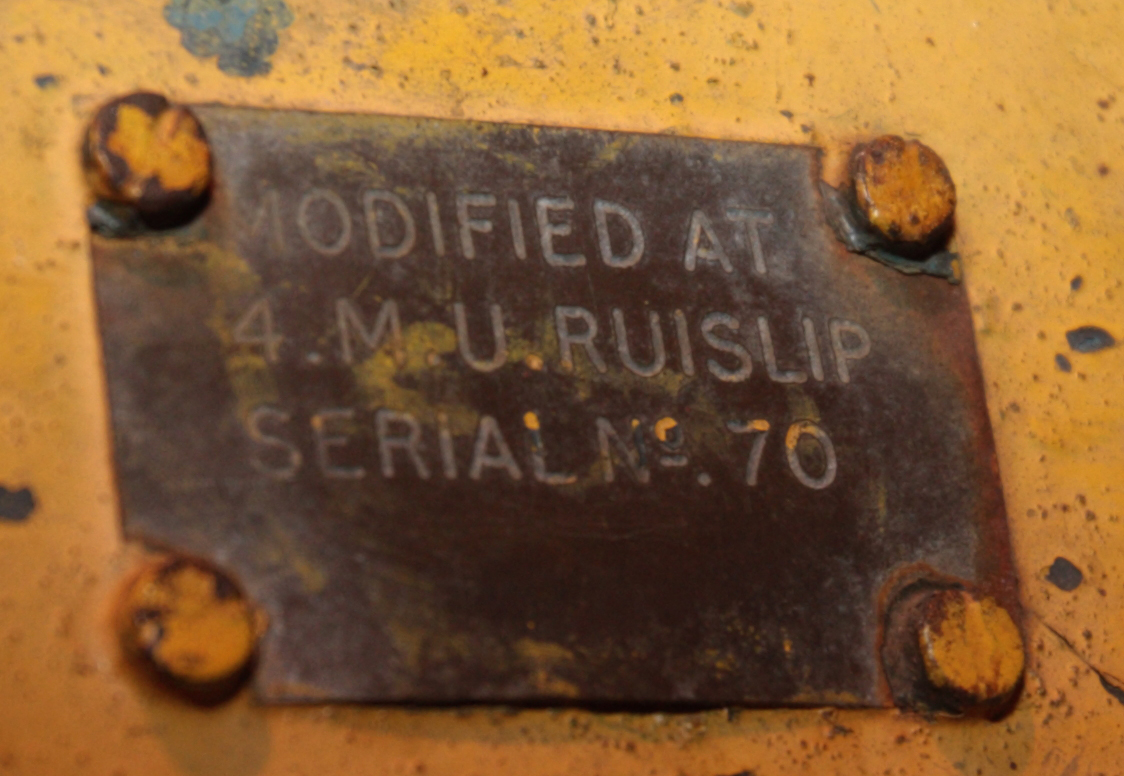 MODIFIED AT
4.M.U.RUISLIP
SERIAL Nº.70